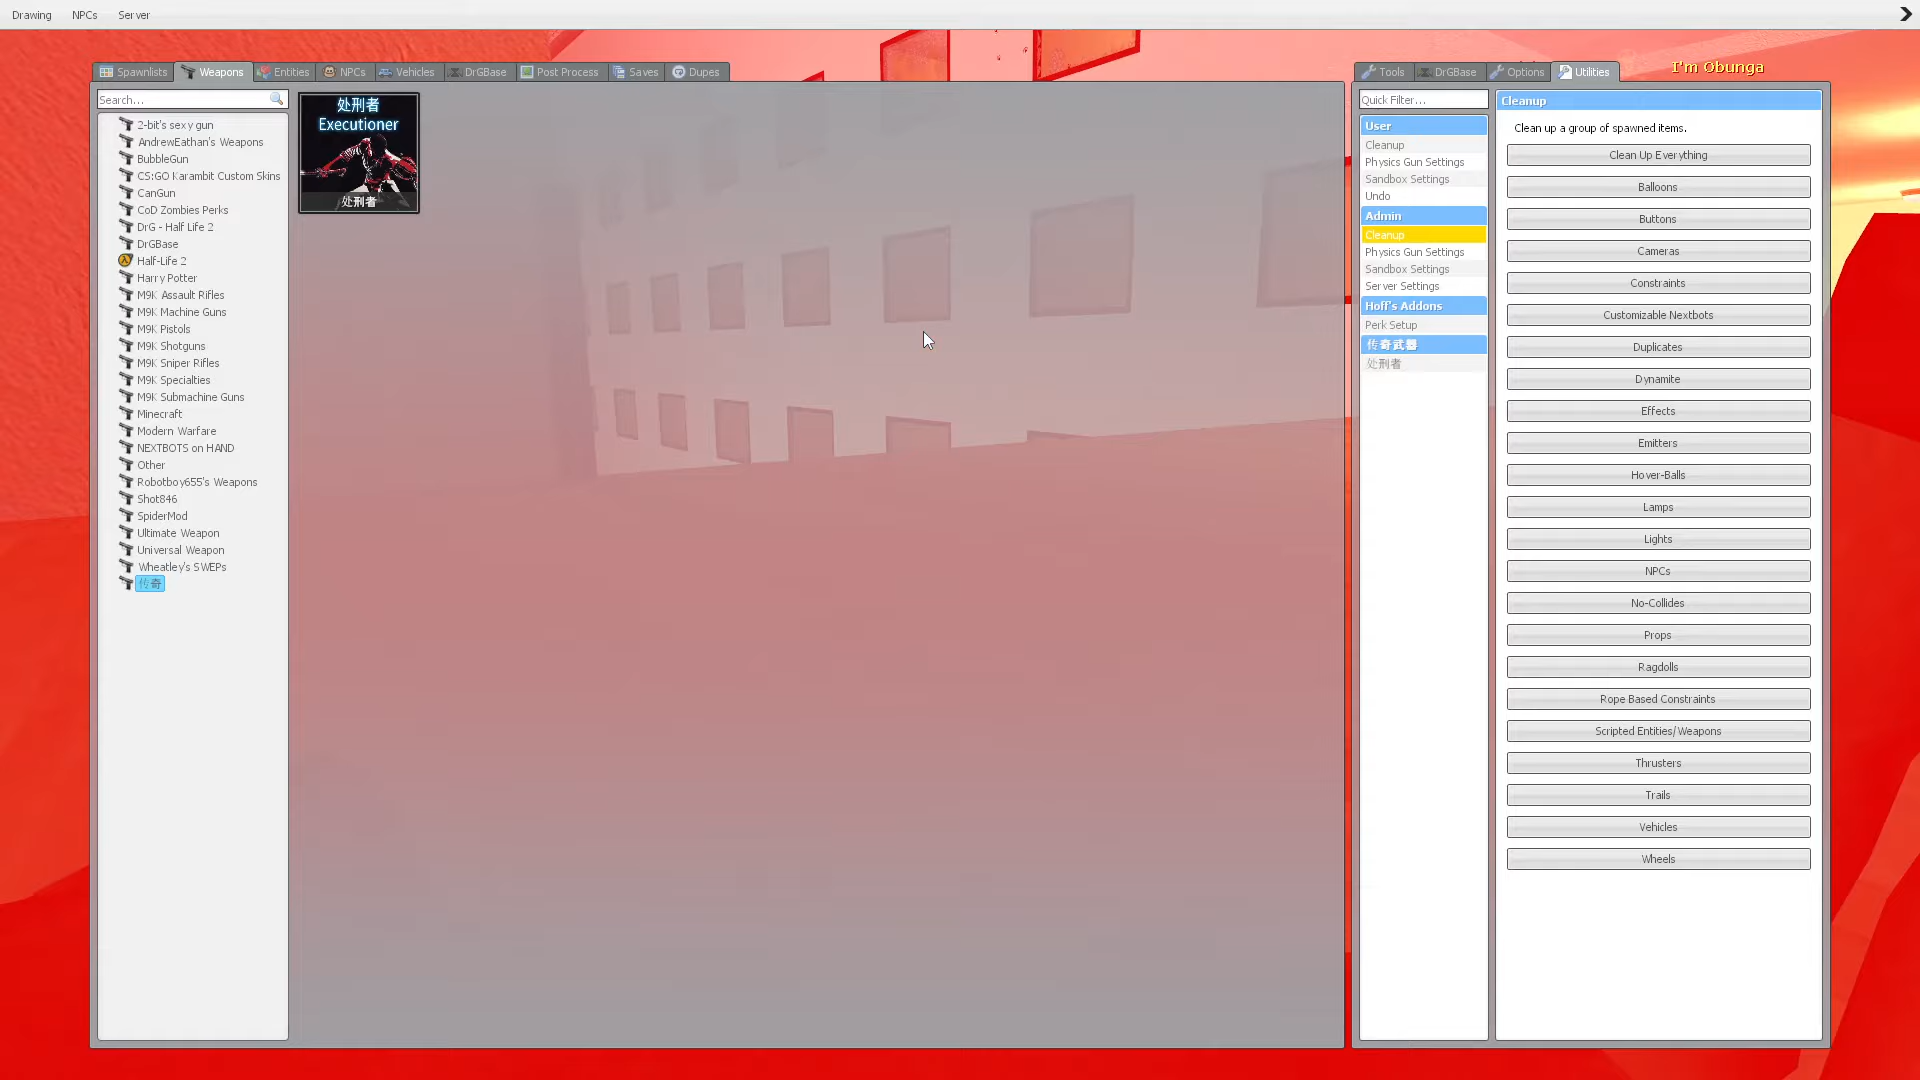 Drawing NPCs Server
I'm Obunga
Spawnlists Weapons Entities NPCs Vehicles DrGBase Post Process Saves Dupes
Search...
2-bit's sexy gun
AndrewEathan's Weapons
BubbleGun
CS:GO Karambit Custom Skins
CanGun
CoD Zombies Perks
DrG - Half Life 2
DrGBase
Half-Life 2
Harry Potter
M9K Assault Rifles
M9K Machine Guns
M9K Pistols
M9K Shotguns
M9K Sniper Rifles
M9K Specialties
M9K Submachine Guns
Minecraft
Modern Warfare
NEXTBOTS on HAND
Other
Robotboy655's Weapons
Shot846
SpiderMod
Ultimate Weapon
Universal Weapon
Wheatley's SWEPs
传奇
处刑者
Executioner
处刑者
Tools DrGBase Options Utilities
Quick Filter...
User
Cleanup
Physics Gun Settings
Sandbox Settings
Undo
Admin
Cleanup
Physics Gun Settings
Sandbox Settings
Server Settings
Hoff's Addons
Perk Setup
传奇武器
处刑者
Cleanup
Clean up a group of spawned items.
Clean Up Everything
Balloons
Buttons
Cameras
Constraints
Customizable Nextbots
Duplicates
Dynamite
Effects
Emitters
Hover-Balls
Lamps
Lights
NPCs
No-Collides
Props
Ragdolls
Rope Based Constraints
Scripted Entities/Weapons
Thrusters
Trails
Vehicles
Wheels